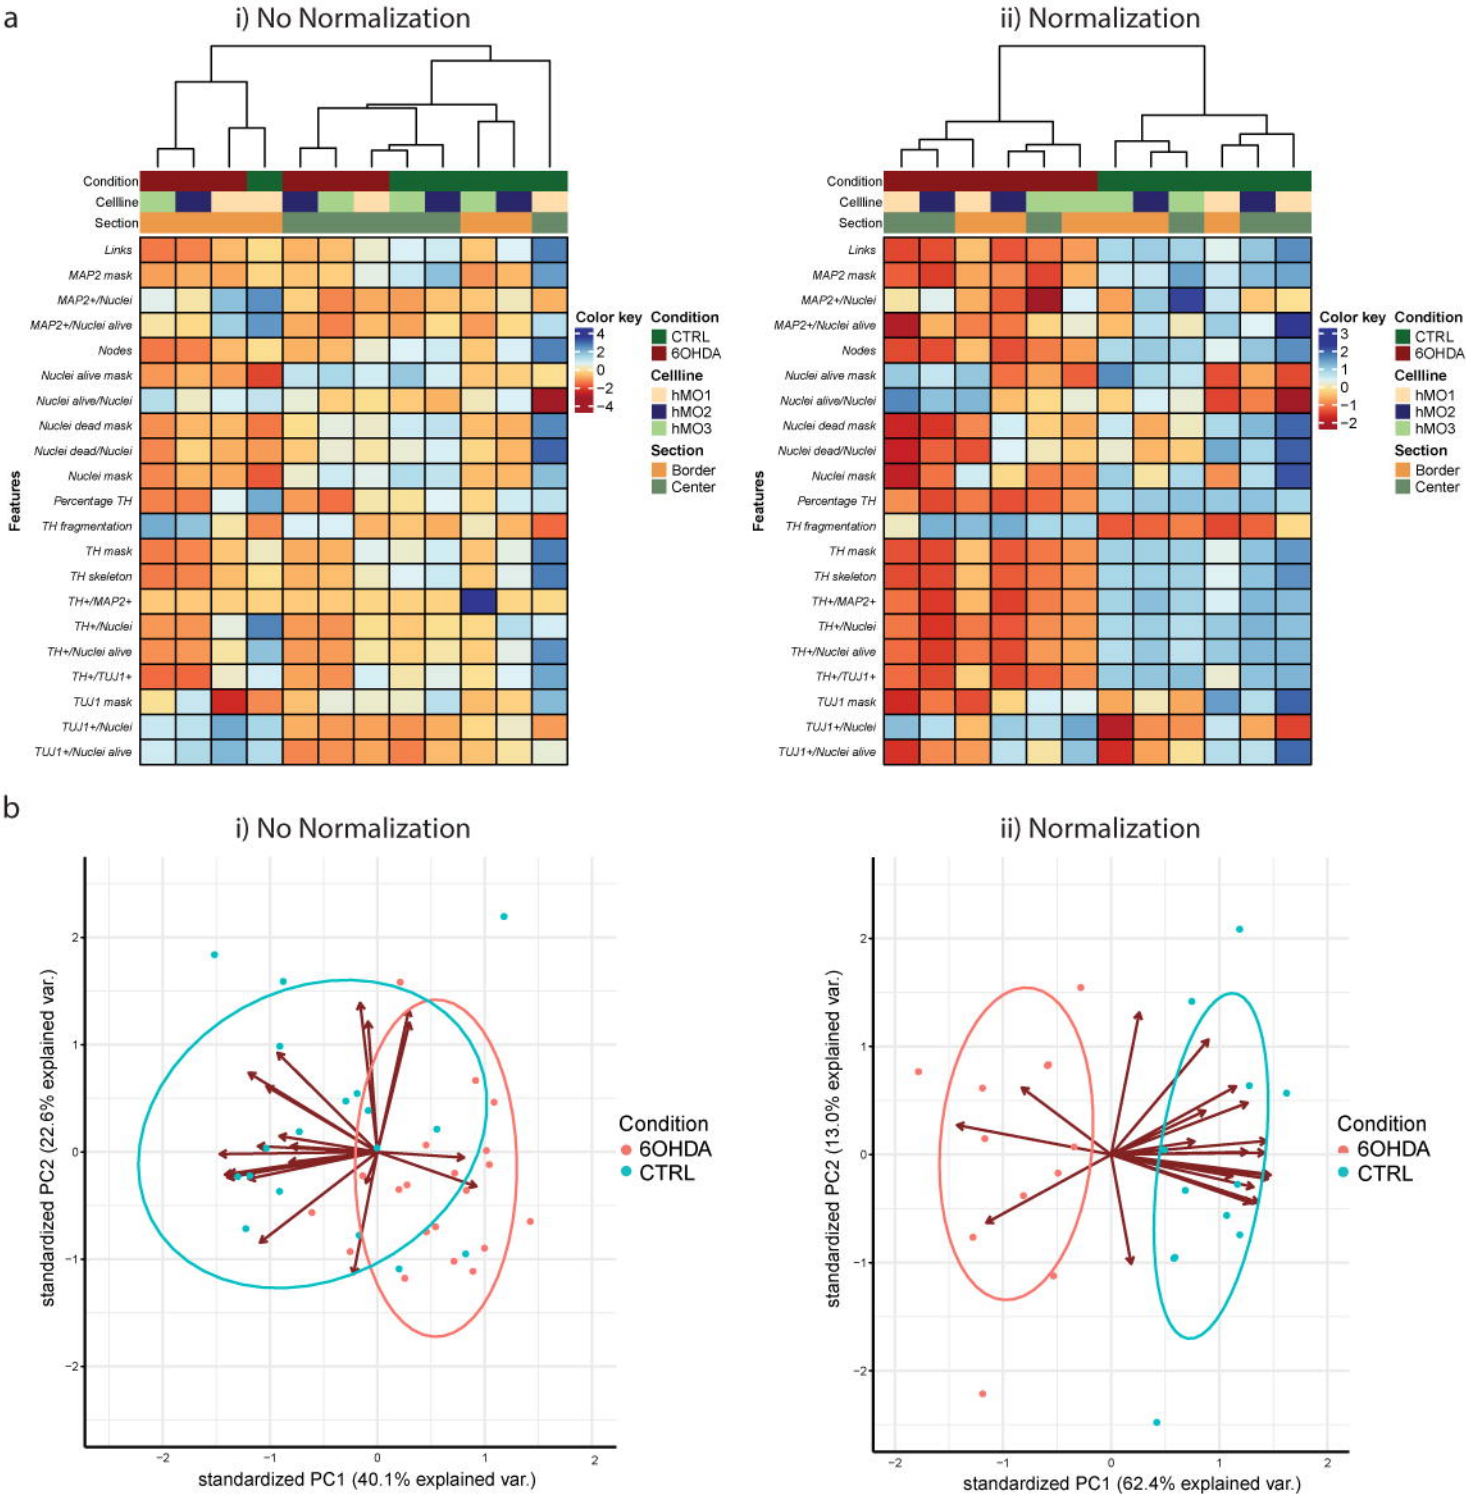 a
i) No Normalization
ii) Normalization
Condition
Cellline
Section
Links
MAP2 mask
MAP2+/Nuclei
MAP2+/Nuclei alive
Nodes
Nuclei alive mask
Nuclei alive/Nuclei
Nuclei dead mask
Nuclei dead/Nuclei
Nuclei mask
Percentage TH
TH fragmentation
TH mask
TH skeleton
TH+/MAP2+
TH+/Nuclei
TH+/Nuclei alive
TH+/TUJ1+
TUJ1 mask
TUJ1+/Nuclei
TUJ1+/Nuclei alive
Features
Color key
4
2
0
−2
−4
Condition
CTRL
6OHDA
Cellline
hMO1
hMO2
hMO3
Section
Border
Center
Condition
Cellline
Section
Links
MAP2 mask
MAP2+/Nuclei
MAP2+/Nuclei alive
Nodes
Nuclei alive mask
Nuclei alive/Nuclei
Nuclei dead mask
Nuclei dead/Nuclei
Nuclei mask
Percentage TH
TH fragmentation
TH mask
TH skeleton
TH+/MAP2+
TH+/Nuclei
TH+/Nuclei alive
TH+/TUJ1+
TUJ1 mask
TUJ1+/Nuclei
TUJ1+/Nuclei alive
Features
Color key
3
2
1
0
−1
−2
Condition
CTRL
6OHDA
Cellline
hMO1
hMO2
hMO3
Section
Border
Center
b
i) No Normalization
ii) Normalization
standardized PC2 (22.6% explained var.)
2
1
0
−1
−2
−2
−1
0
1
2
standardized PC1 (40.1% explained var.)
Condition
6OHDA
CTRL
standardized PC2 (13.0% explained var.)
2
1
0
−1
−2
−2
−1
0
1
2
standardized PC1 (62.4% explained var.)
Condition
6OHDA
CTRL